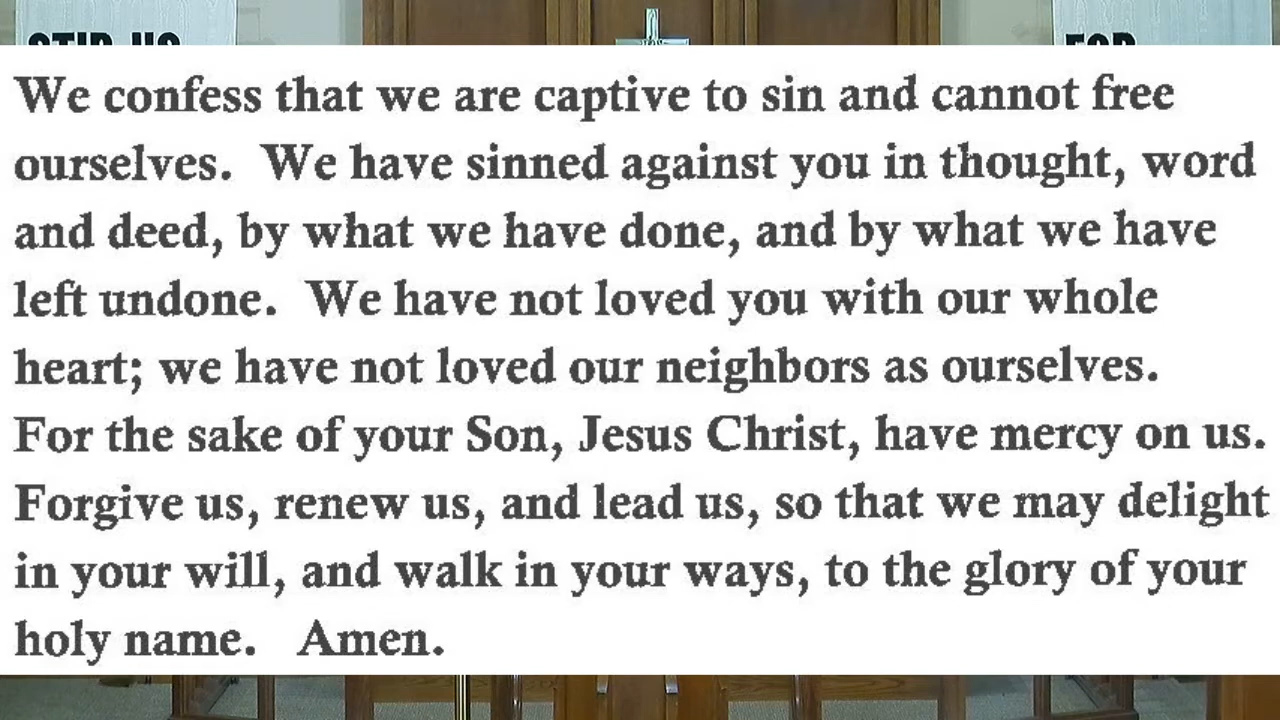 STIR US
FOR
We confess that we are captive to sin and cannot free
ourselves.  We have sinned against you in thought, word
and deed, by what we have done, and by what we have
left undone.  We have not loved you with our whole
heart; we have not loved our neighbors as ourselves.
For the sake of your Son, Jesus Christ, have mercy on us.
Forgive us, renew us, and lead us, so that we may delight
in your will, and walk in your ways, to the glory of your
holy name.   Amen.